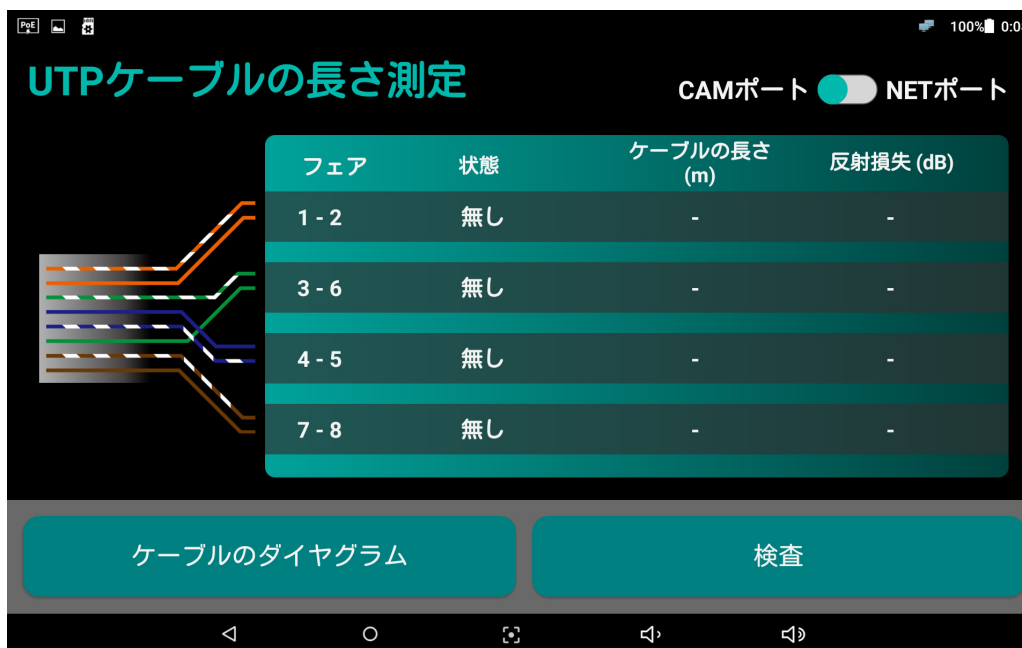 PoE
100% 0:0
UTPケーブルの長さ測定
CAMポート NETポート
フェア 状態 ケーブルの長さ (m) 反射損失 (dB)
1 - 2 無し - -
3 - 6 無し - -
4 - 5 無し - -
7 - 8 無し - -
ケーブルのダイヤグラム 検査